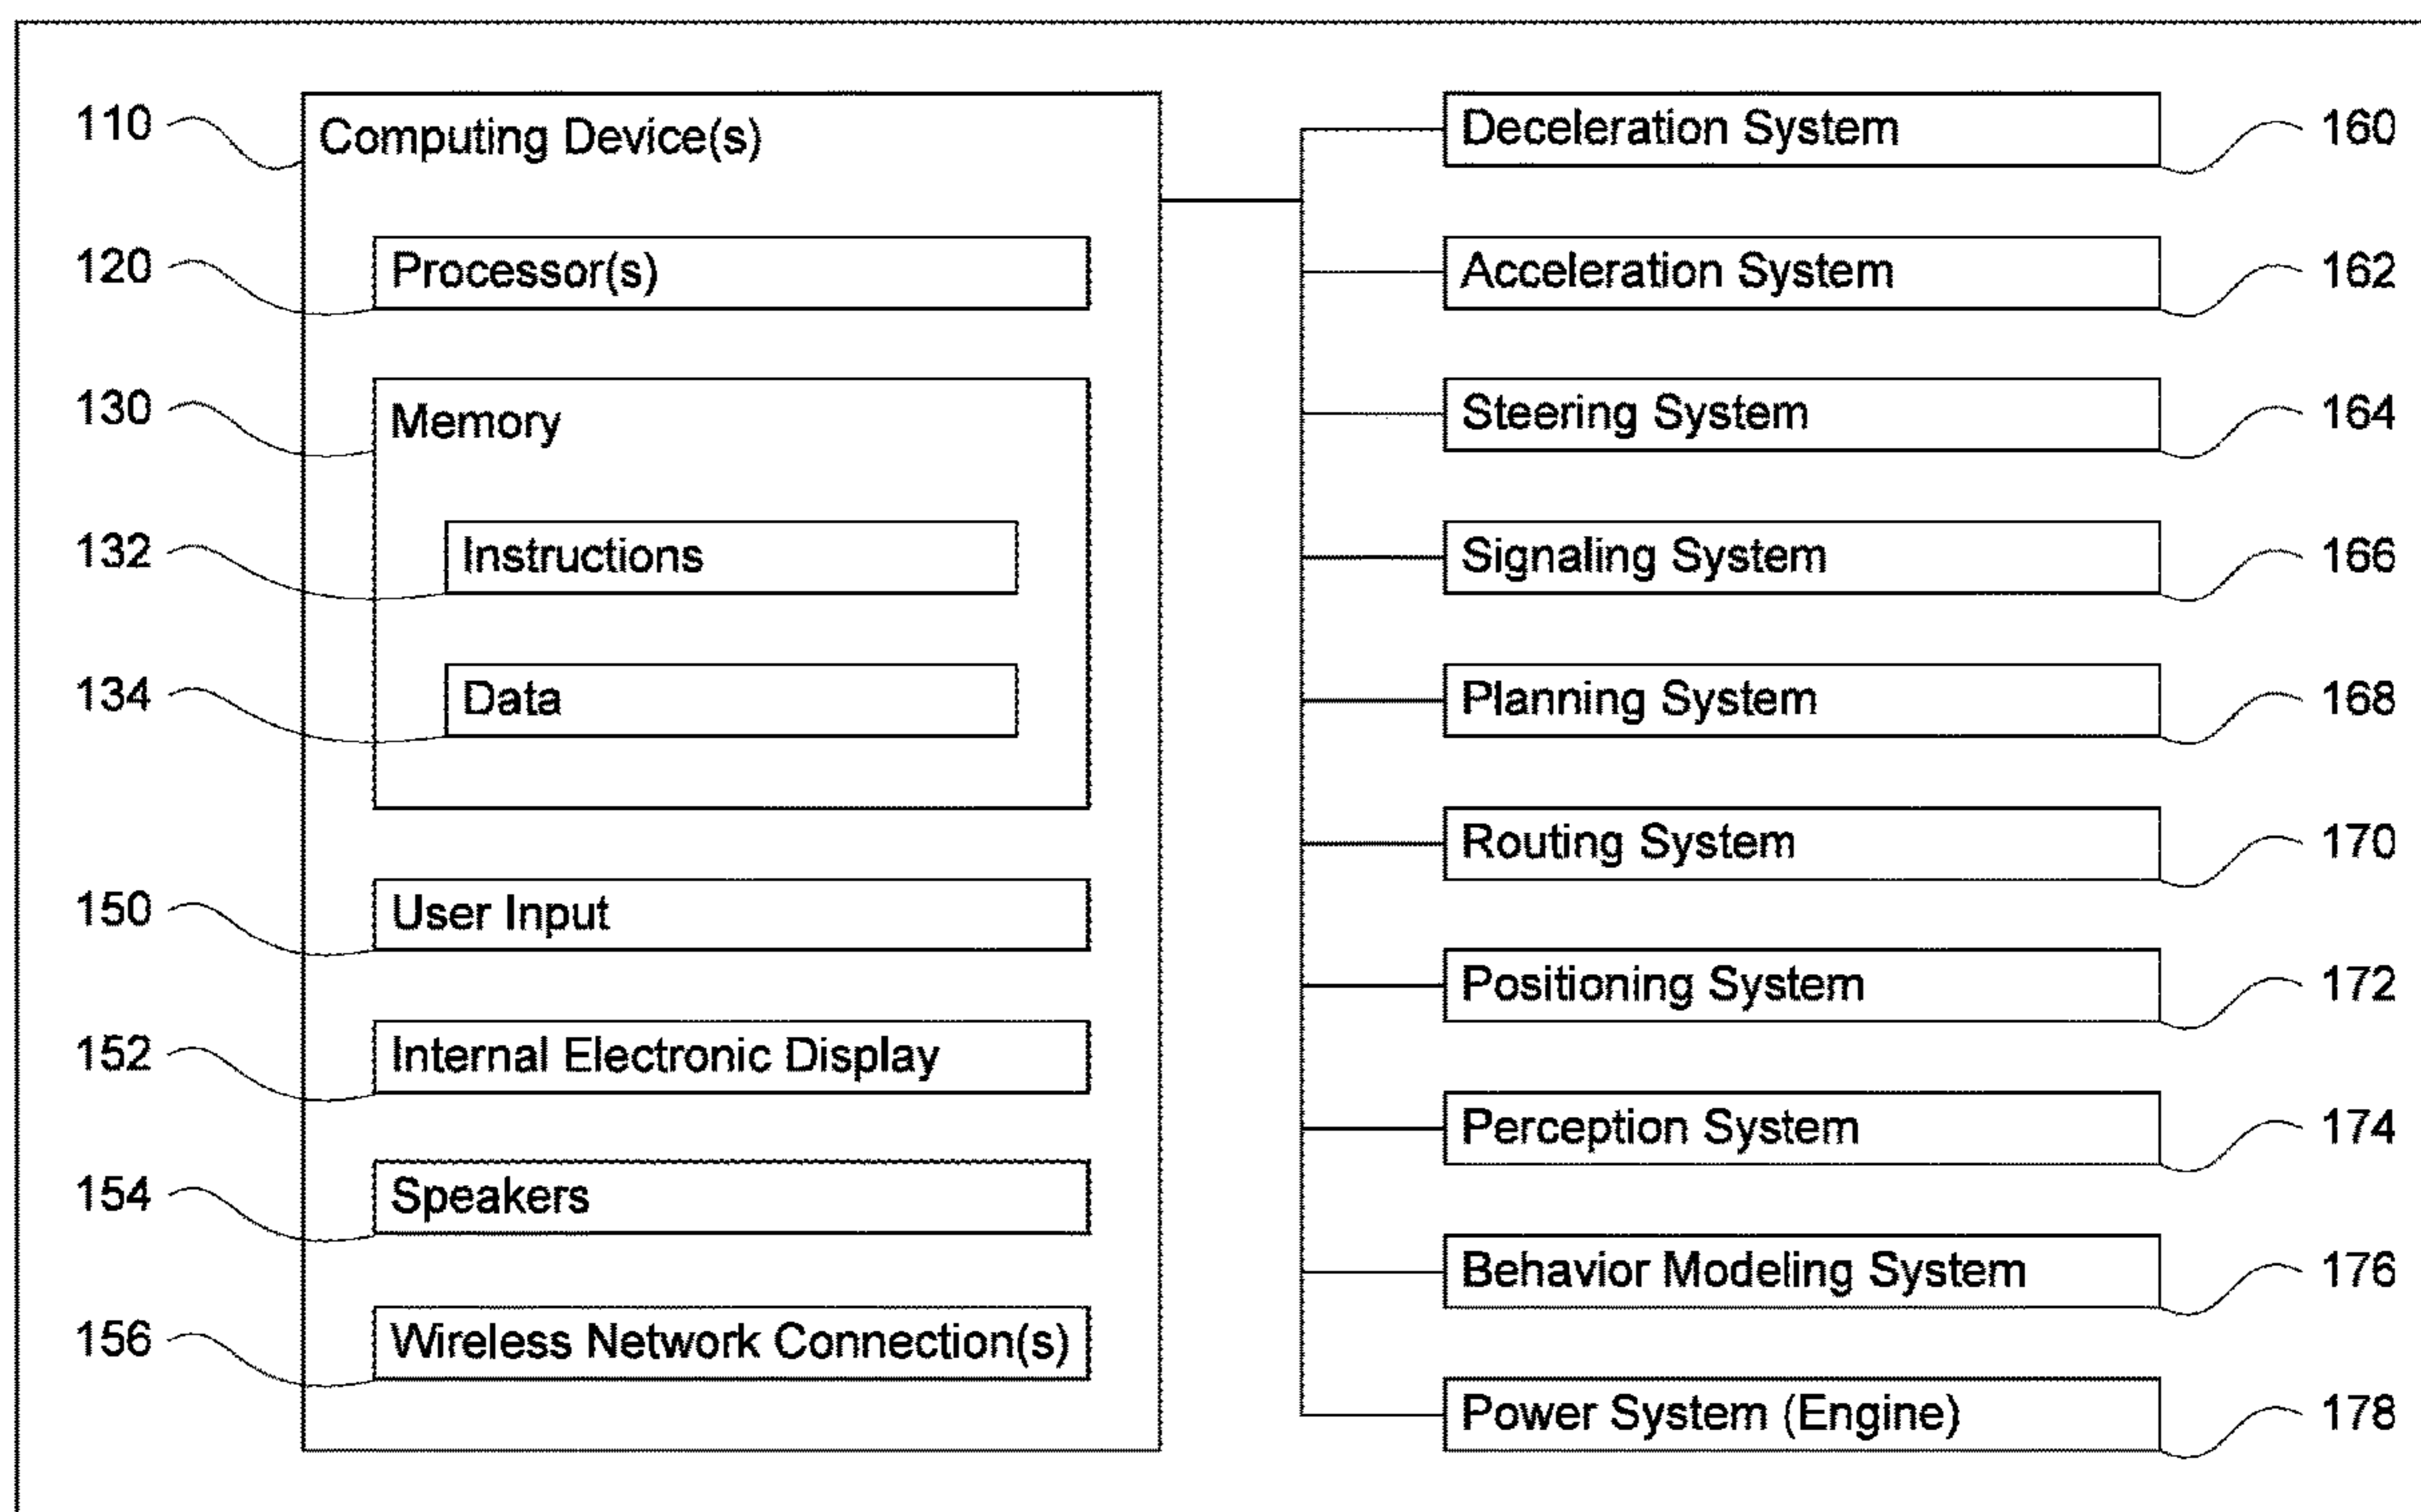 110 Computing Device(s)
120 Processor(s)
130 Memory
132 Instructions
134 Data
150 User Input
152 Internal Electronic Display
154 Speakers
156 Wireless Network Connection(s)
Deceleration System 160
Acceleration System 162
Steering System 164
Signaling System 166
Planning System 168
Routing System 170
Positioning System 172
Perception System 174
Behavior Modeling System 176
Power System (Engine) 178